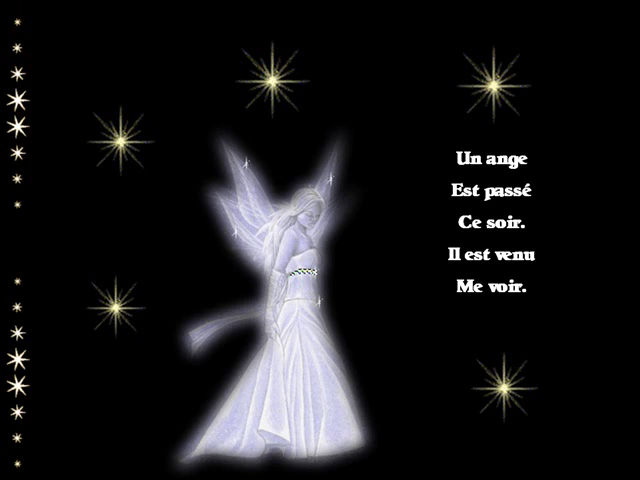 Un ange
Est passé
Ce soir.
Il est venu
Me voir.